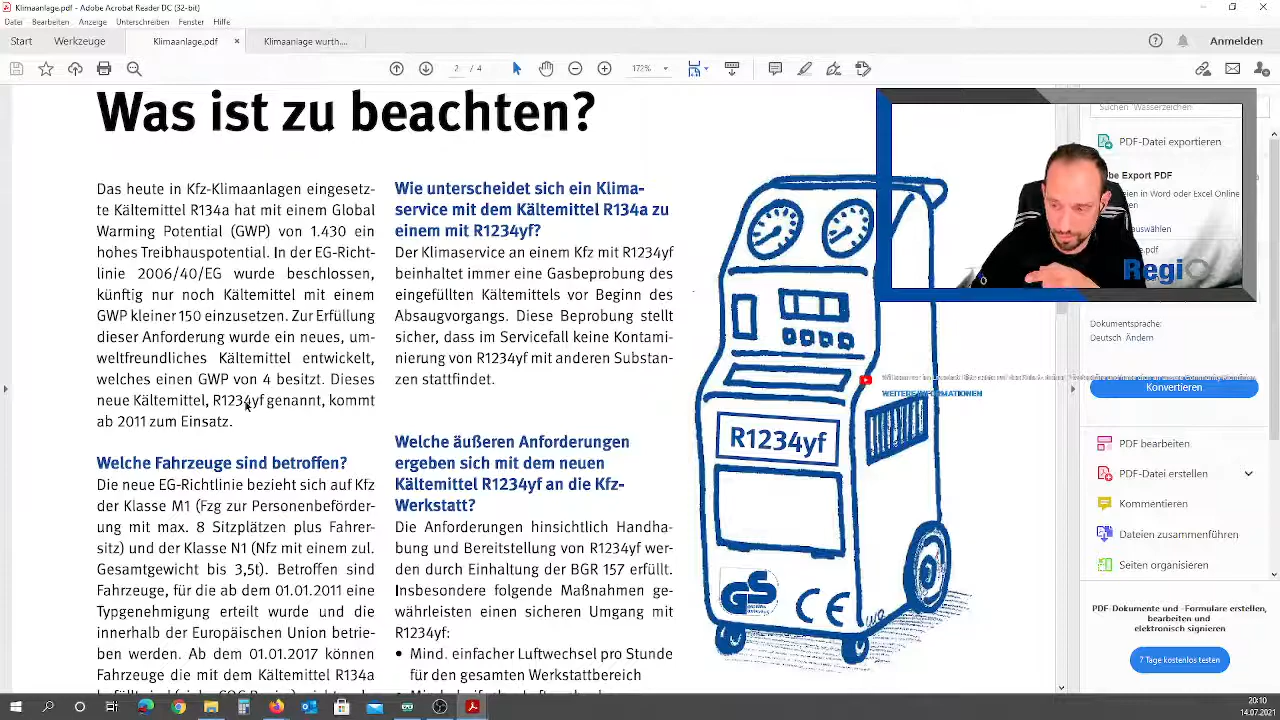 Klimaanlage.pdf - Adobe Acrobat Reader DC (32-bit)
Datei Bearbeiten Anzeige Unterschreiben Fenster Hilfe
Start Werkzeuge Klimaanlage.pdf × Klimaanlage wurth... Anmelden
2 / 4 172%
Was ist zu beachten?
Das heute in Kfz-Klimaanlagen eingesetz-
te Kältemittel R134a hat mit einem Global
Warming Potential (GWP) von 1.430 ein
hohes Treibhauspotential. In der EG-Richt-
linie 2006/40/EG wurde beschlossen,
künftig nur noch Kältemittel mit einem
GWP kleiner 150 einzusetzen. Zur Erfüllung
dieser Anforderung wurde ein neues, um-
weltfreundliches Kältemittel entwickelt,
welches einen GWP von 4 besitzt. Dieses
neue Kältemittel, R1234yf genannt, kommt
ab 2011 zum Einsatz.
Welche Fahrzeuge sind betroffen?
Die neue EG-Richtlinie bezieht sich auf Kfz
der Klasse M1 (Fzg zur Personenbeförder-
ung mit max. 8 Sitzplätzen plus Fahrer-
sitz) und der Klasse N1 (Nfz mit einem zul.
Gesamtgewicht bis 3,5t). Betroffen sind
Fahrzeuge, für die ab dem 01.01.2011 eine
Typgenehmigung erteilt wurde und die
innerhalb der Europäischen Union betrie-
ben werden. Ab dem 01.01.2017 können
Fahrzeuge die mit dem Kältemittel R134a
Wie unterscheidet sich ein Klima-
service mit dem Kältemittel R134a zu
einem mit R1234yf?
Der Klimaservice an einem Kfz mit R1234yf
beinhaltet immer eine Gasbeprobung des
eingefüllten Kältemittels vor Beginn des
Absaugvorgangs. Diese Beprobung stellt
sicher, dass im Servicefall keine Kontami-
nierung von R1234yf mit anderen Substan-
zen stattfindet.
Welche äußeren Anforderungen
ergeben sich mit dem neuen
Kältemittel R1234yf an die Kfz-
Werkstatt?
Die Anforderungen hinsichtlich Handha-
bung und Bereitstellung von R1234yf wer-
den durch Einhaltung der BGR 157 erfüllt.
Insbesondere folgende Maßnahmen ge-
währleisten einen sicheren Umgang mit
R1234yf:
• Mind. einfacher Luftwechsel pro Stunde
für den gesamten Werkstattbereich
R1234yf
GS CE
WEITERE INFORMATIONEN
Regi
Suchen 'Wasserzeichen
PDF-Datei exportieren
be Export PDF
eien in Word oder Excel Online
Dokumentsprache:
Deutsch Ändern
Konvertieren
PDF bearbeiten
PDF-Datei erstellen
Kommentieren
Dateien zusammenführen
Seiten organisieren
PDF-Dokumente und -Formulare erstellen,
bearbeiten und
elektronisch signieren
7 Tage kostenlos testen
20:10
14.07.2021